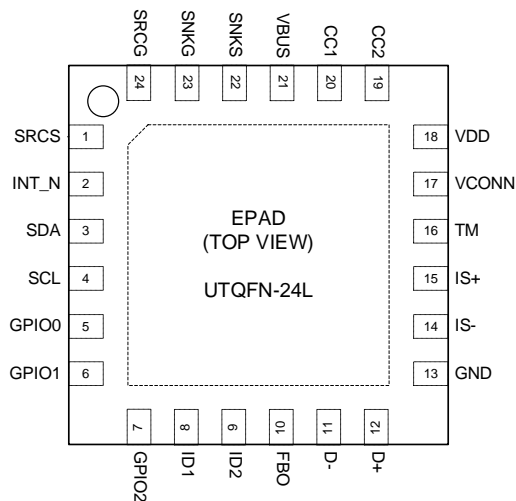 SRCG
SNKG
SNKS
VBUS
CC1
CC2
24
23
22
21
20
19
SRCS 1
INT_N 2
SDA 3
SCL 4
GPIO0 5
GPIO1 6
18 VDD
17 VCONN
16 TM
15 IS+
14 IS-
13 GND
EPAD
(TOP VIEW)
UTQFN-24L
7
8
9
10
11
12
GPIO2
ID1
ID2
FBO
D-
D+